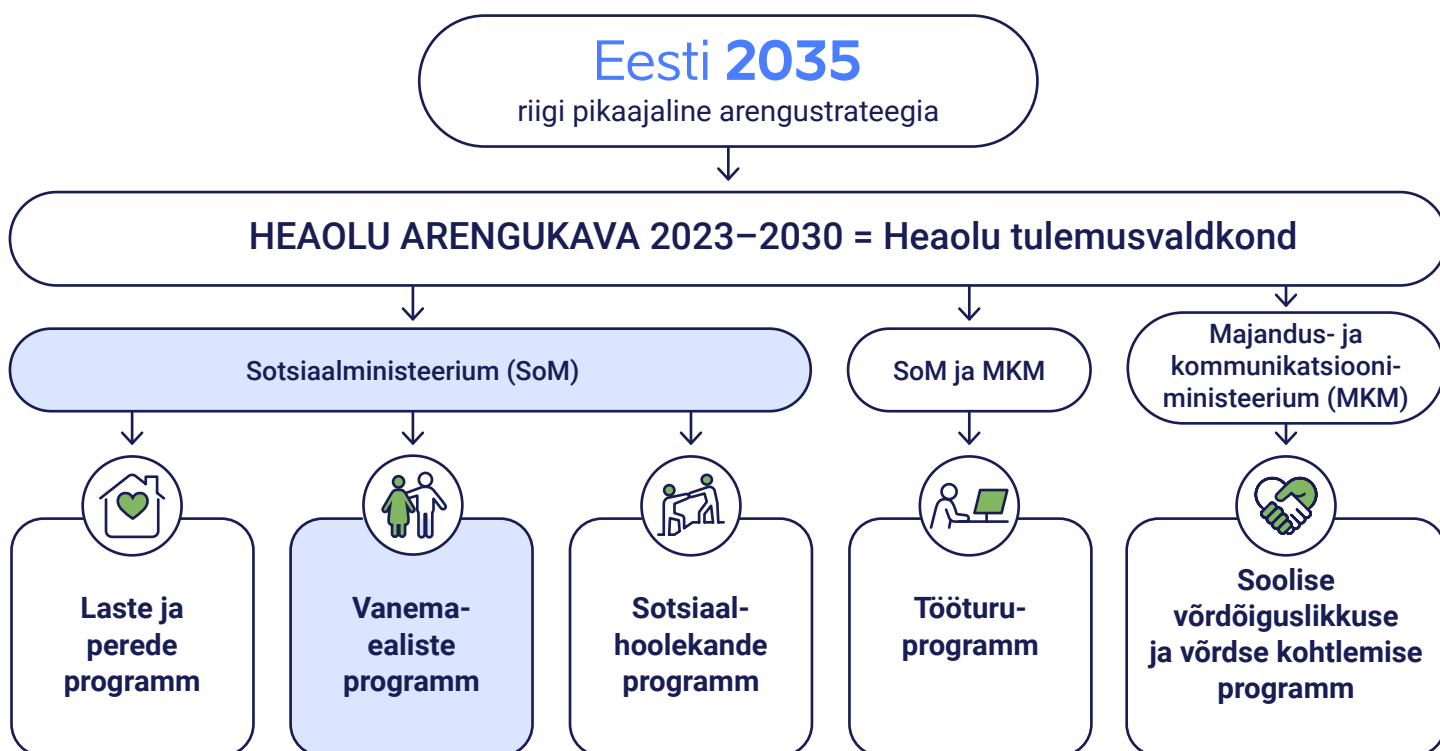 Eesti 2035
riigi pikaajaline arengustrateegia
HEAOLU ARENGUKAVA 2023–2030 = Heaolu tulemusvaldkond
Sotsiaalministeerium (SoM)
SoM ja MKM
Majandus- ja
kommunikatsiooni-
ministeerium (MKM)
Laste ja
perede
programm
Vanema-
ealiste
programm
Sotsiaal-
hoolekande
programm
Tööturu-
programm
Soolise
võrdõiguslikkuse
ja võrdse kohtlemise
programm